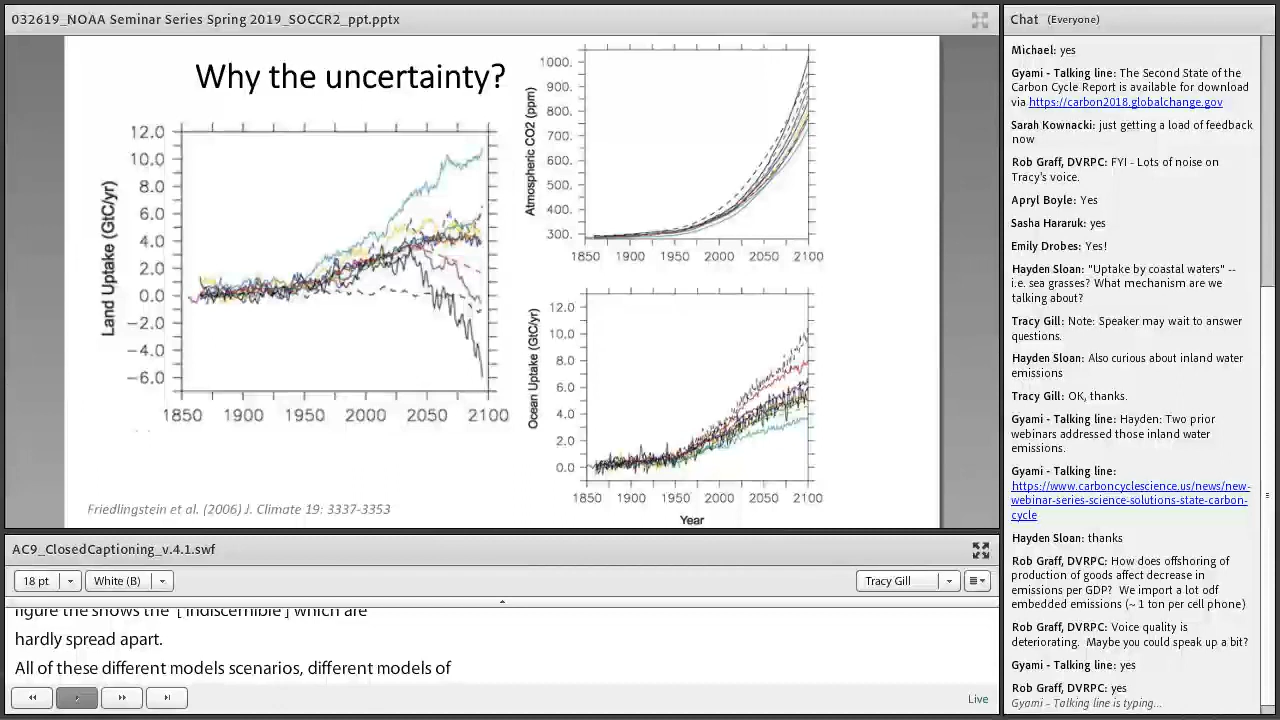 032619_NOAA Seminar Series Spring 2019_SOCCR2_ppt.pptx
Why the uncertainty?
Land Uptake (GtC/yr)
12.0
10.0
8.0
6.0
4.0
2.0
0.0
−2.0
−4.0
−6.0
1850 1900 1950 2000 2050 2100
Atmospheric CO2 (ppm)
1000.
900.
800.
700.
600.
500.
400.
300.
1850 1900 1950 2000 2050 2100
Ocean Uptake (GtC/yr)
12.0
10.0
8.0
6.0
4.0
2.0
0.0
1850 1900 1950 2000 2050 2100
Year
Friedlingstein et al. (2006) J. Climate 19: 3337-3353
AC9_ClosedCaptioning_v.4.1.swf
18 pt White (B) Tracy Gill
figure the shows the [ indiscernible ] which are
hardly spread apart.
All of these different models scenarios, different models of
Live
Chat (Everyone)
Michael: yes
Gyami - Talking line: The Second State of the
Carbon Cycle Report is available for download
via https://carbon2018.globalchange.gov
Sarah Kownacki: just getting a load of feedback
now
Rob Graff, DVRPC: FYI - Lots of noise on
Tracy's voice.
Apryl Boyle: Yes
Sasha Hararuk: yes
Emily Drobes: Yes!
Hayden Sloan: "Uptake by coastal waters" --
i.e. sea grasses? What mechanism are we
talking about?
Tracy Gill: Note: Speaker may wait to answer
questions.
Hayden Sloan: Also curious about inland water
emissions
Tracy Gill: OK, thanks.
Gyami - Talking line: Hayden: Two prior
webinars addressed those inland water
emissions.
Gyami - Talking line:
https://www.carboncyclescience.us/news/new-
webinar-series-science-solutions-state-carbon-
cycle
Hayden Sloan: thanks
Rob Graff, DVRPC: How does offshoring of
production of goods affect decrease in
emissions per GDP? We import a lot odf
embedded emissions (~ 1 ton per cell phone)
Rob Graff, DVRPC: Voice quality is
deteriorating. Maybe you could speak up a bit?
Gyami - Talking line: yes
Rob Graff, DVRPC: yes
Gyami - Talking line is typing...